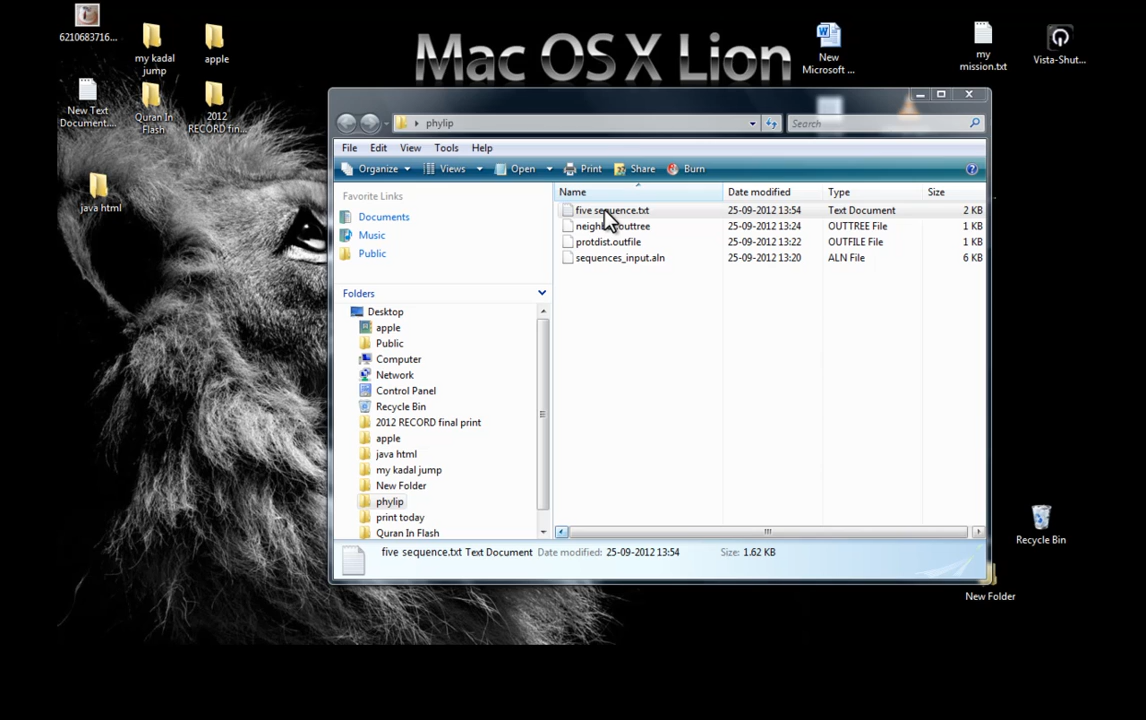 6210683716...
my kadal
jump
apple
New Text
Document....
Quran In
Flash
2012
RECORD fin...
java html
Mac OS X Lion
New
Microsoft ...
my
mission.txt
Vista-Shut...
phylip
Search
File Edit View Tools Help
Organize Views Open Print Share Burn
Favorite Links
Documents
Music
Public
Folders
Desktop
apple
Public
Computer
Network
Control Panel
Recycle Bin
2012 RECORD final print
apple
java html
my kadal jump
New Folder
phylip
print today
Quran In Flash
Name Date modified Type Size
five sequence.txt 25-09-2012 13:54 Text Document 2 KB
25-09-2012 13:24 OUTTREE File 1 KB
protdist.outfile 25-09-2012 13:22 OUTFILE File 1 KB
sequences_input.aln 25-09-2012 13:20 ALN File 6 KB
five sequence.txt Text Document Date modified: 25-09-2012 13:54 Size: 1.62 KB
Recycle Bin
New Folder